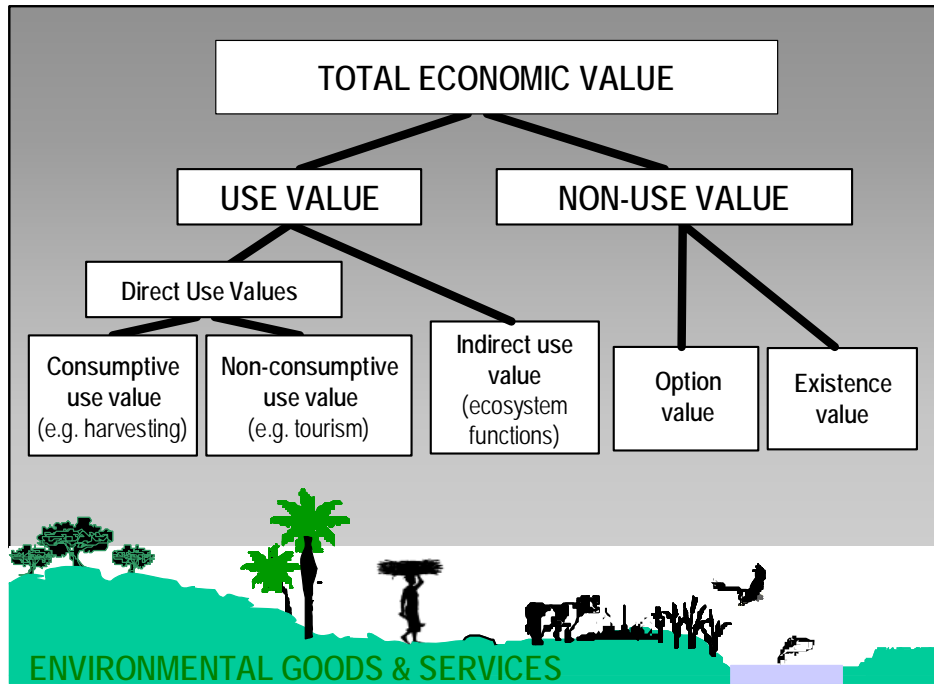 TOTAL ECONOMIC VALUE
USE VALUE
NON-USE VALUE
Direct Use Values
Consumptive
use value
(e.g. harvesting)
Non-consumptive
use value
(e.g. tourism)
Indirect use
value
(ecosystem
functions)
Option
value
Existence
value
ENVIRONMENTAL GOODS & SERVICES